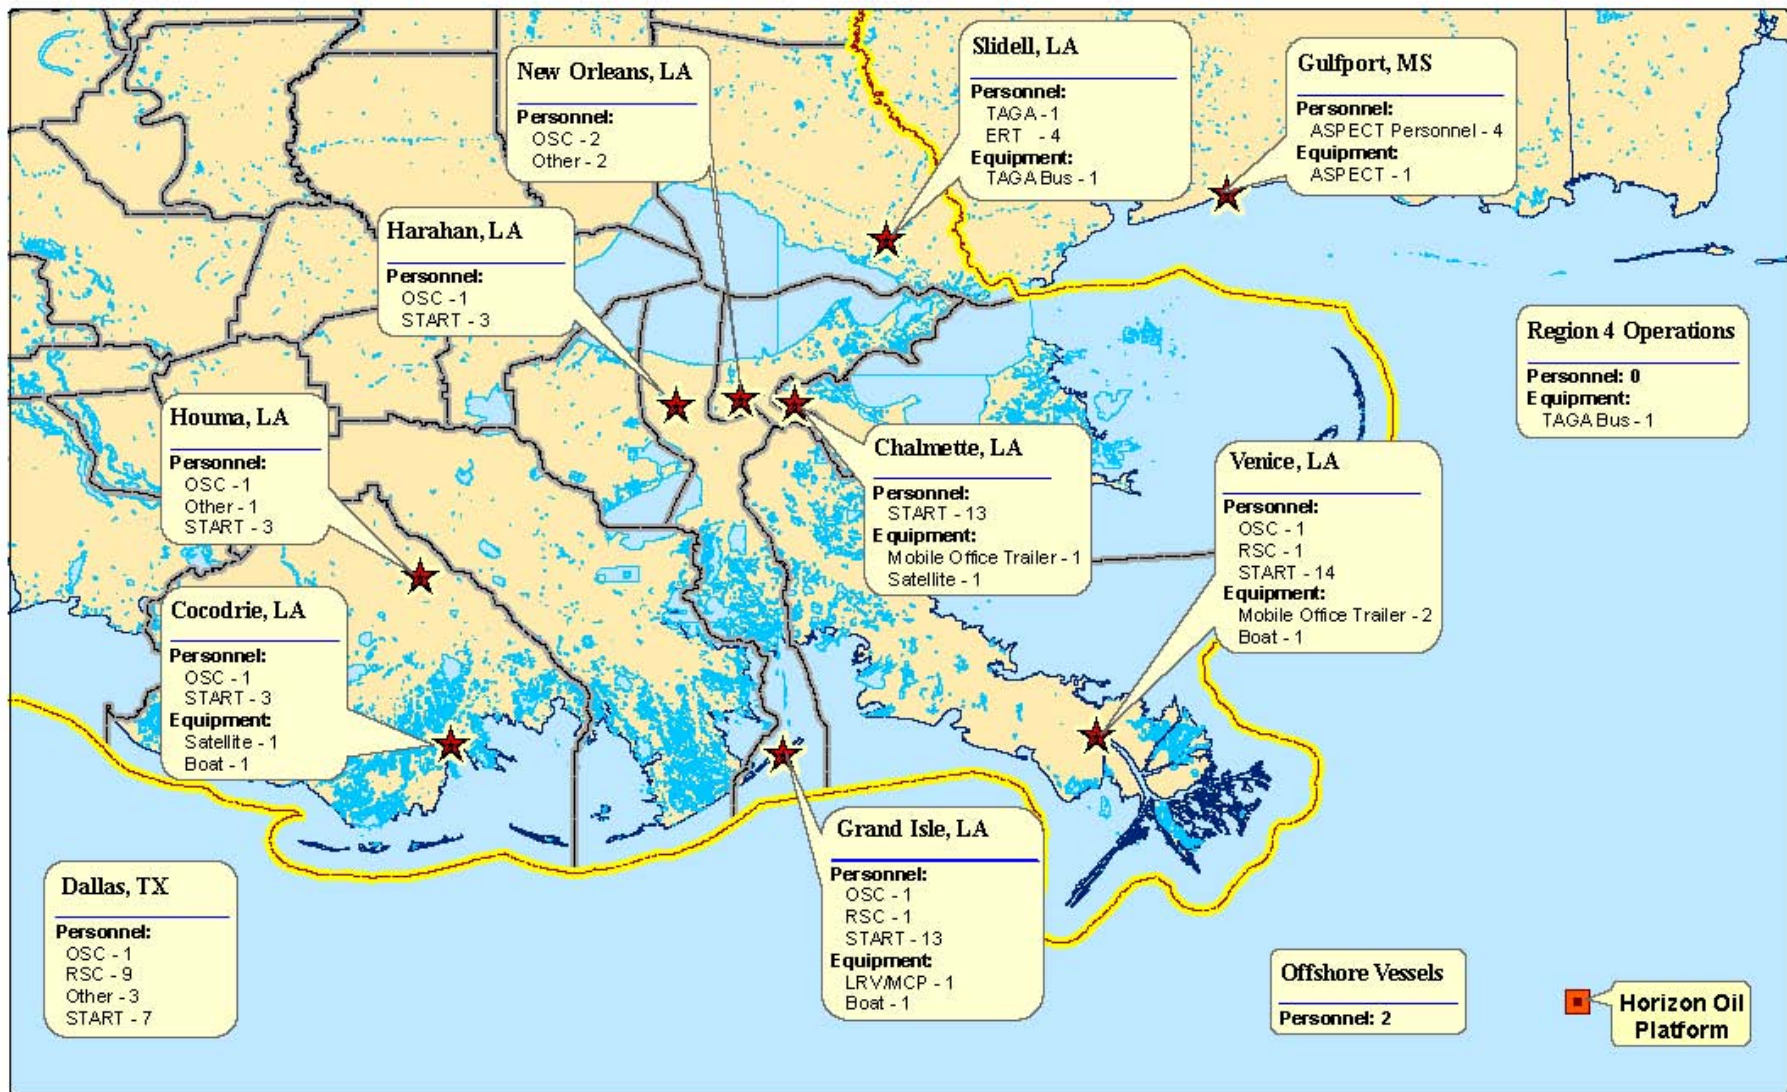 New Orleans, LA
Personnel:
OSC - 2
Other - 2
Slidell, LA
Personnel:
TAGA - 1
ERT - 4
Equipment:
TAGA Bus - 1
Gulfport, MS
Personnel:
ASPECT Personnel - 4
Equipment:
ASPECT - 1
Harahan, LA
Personnel:
OSC - 1
START - 3
Region 4 Operations
Personnel: 0
Equipment:
TAGA Bus - 1
Houma, LA
Personnel:
OSC - 1
Other - 1
START - 3
Chalmette, LA
Personnel:
START - 13
Equipment:
Mobile Office Trailer - 1
Satellite - 1
Venice, LA
Personnel:
OSC - 1
RSC - 1
START - 14
Equipment:
Mobile Office Trailer - 2
Boat - 1
Cocodrie, LA
Personnel:
OSC - 1
START - 3
Equipment:
Satellite - 1
Boat - 1
Grand Isle, LA
Personnel:
OSC - 1
RSC - 1
START - 13
Equipment:
LRV/MCP - 1
Boat - 1
Dallas, TX
Personnel:
OSC - 1
RSC - 9
Other - 3
START - 7
Offshore Vessels
Personnel: 2
Horizon Oil
Platform